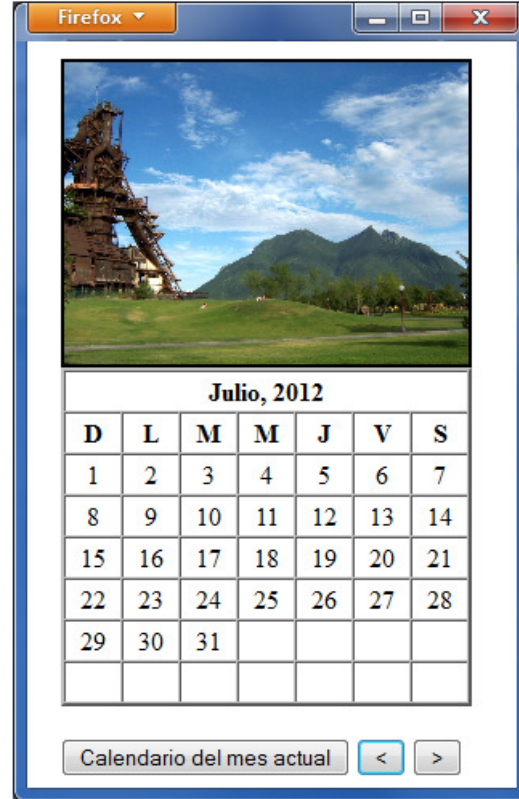 Firefox
Julio, 2012
D L M M J V S
1 2 3 4 5 6 7
8 9 10 11 12 13 14
15 16 17 18 19 20 21
22 23 24 25 26 27 28
29 30 31
Calendario del mes actual < >